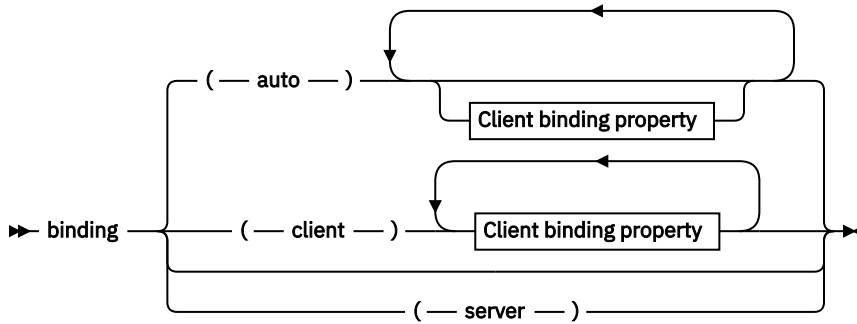 ( auto )
Client binding property
binding ( client ) Client binding property
( server )